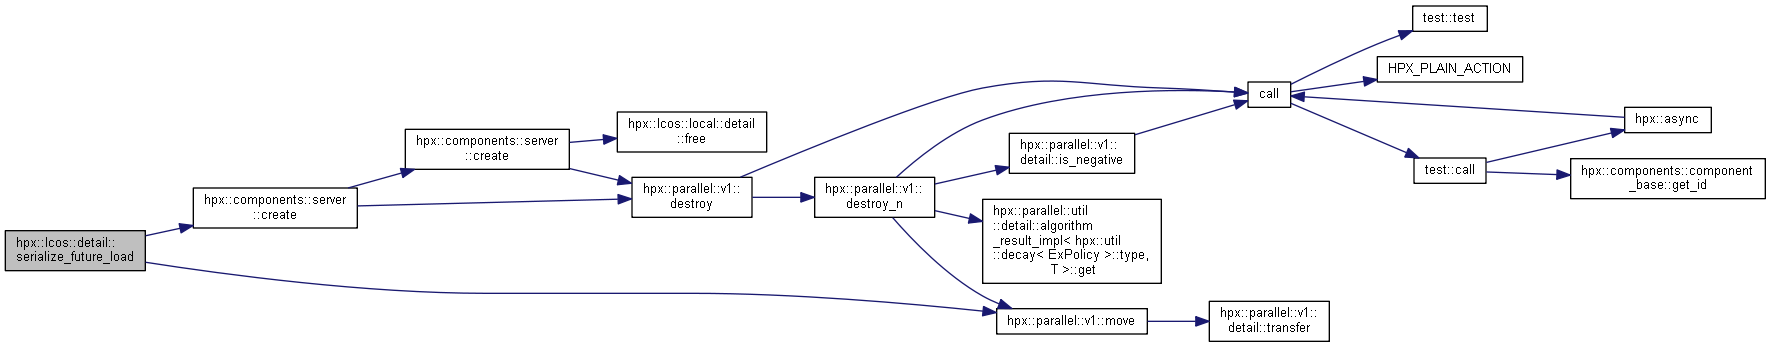 test::test
HPX_PLAIN_ACTION
call
hpx::async
hpx::lcos::local::detail
::free
hpx::components::server
::create
hpx::parallel::v1::
detail::is_negative
test::call
hpx::components::component
_base::get_id
hpx::components::server
::create
hpx::parallel::v1::
destroy
hpx::parallel::v1::
destroy_n
hpx::parallel::util
::detail::algorithm
_result_impl< hpx::util
::decay< ExPolicy >::type,
T >::get
hpx::lcos::detail::
serialize_future_load
hpx::parallel::v1::move
hpx::parallel::v1::
detail::transfer